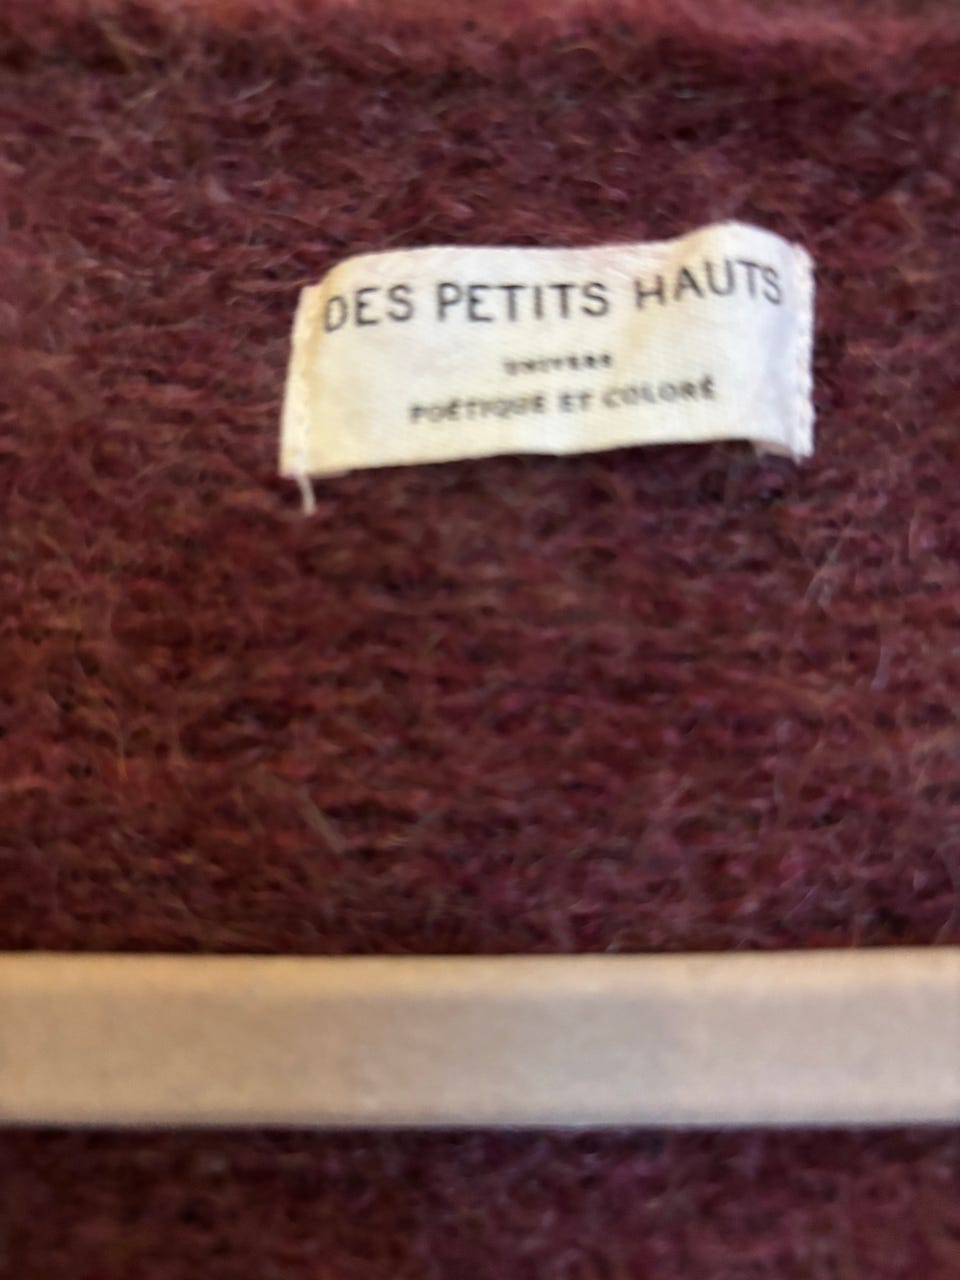 DES PETITS HAUTS
UNIVERS
POÉTIQUE ET COLORÉ